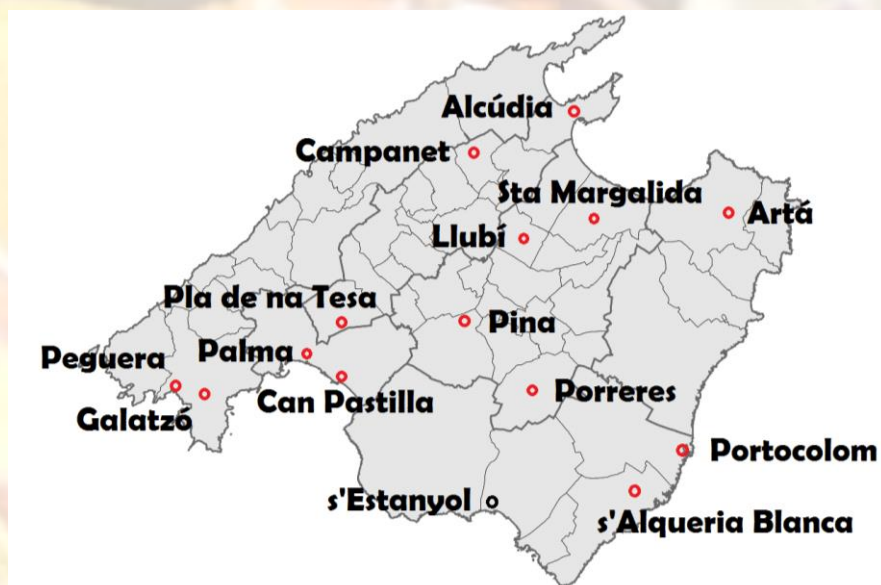 Alcúdia
Campanet
Sta Margalida
Artá
Llubí
Pla de na Tesa
Pina
Peguera
Palma
Galatzó
Can Pastilla
Porreres
Portocolom
s'Estanyol
s'Alqueria Blanca